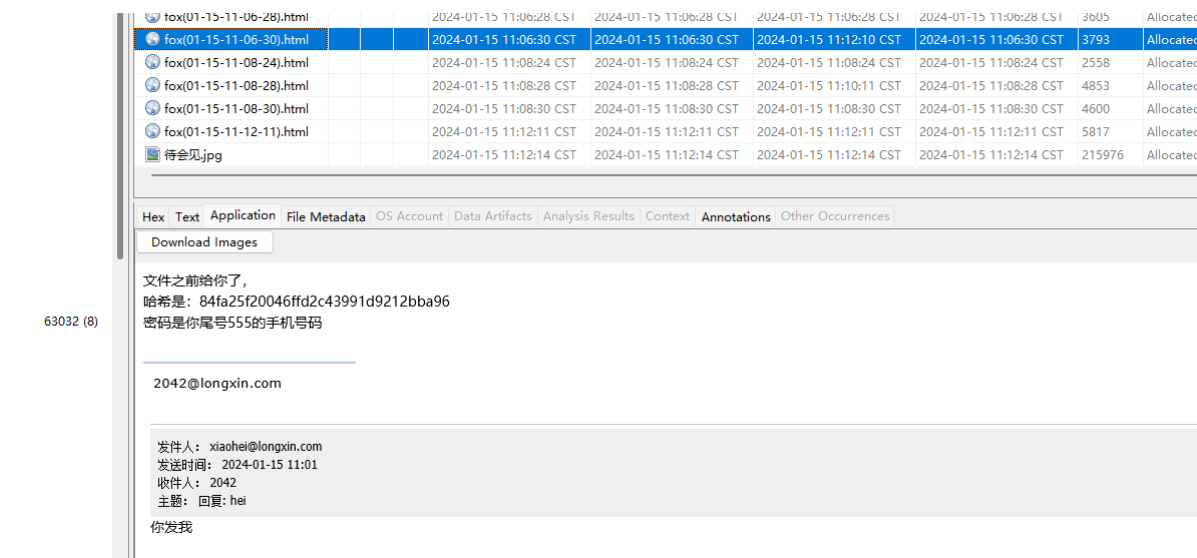 fox(01-15-11-06-28).html 2024-01-15 11:06:28 CST 2024-01-15 11:06:28 CST 2024-01-15 11:06:28 CST 2024-01-15 11:06:28 CST 3605 Allocated
fox(01-15-11-06-30).html 2024-01-15 11:06:30 CST 2024-01-15 11:06:30 CST 2024-01-15 11:12:10 CST 2024-01-15 11:06:30 CST 3793 Allocated
fox(01-15-11-08-24).html 2024-01-15 11:08:24 CST 2024-01-15 11:08:24 CST 2024-01-15 11:08:24 CST 2024-01-15 11:08:24 CST 2558 Allocated
fox(01-15-11-08-28).html 2024-01-15 11:08:28 CST 2024-01-15 11:08:28 CST 2024-01-15 11:10:11 CST 2024-01-15 11:08:28 CST 4853 Allocated
fox(01-15-11-08-30).html 2024-01-15 11:08:30 CST 2024-01-15 11:08:30 CST 2024-01-15 11:08:30 CST 2024-01-15 11:08:30 CST 4600 Allocated
fox(01-15-11-12-11).html 2024-01-15 11:12:11 CST 2024-01-15 11:12:11 CST 2024-01-15 11:12:11 CST 2024-01-15 11:12:11 CST 5817 Allocated
待会见.jpg 2024-01-15 11:12:14 CST 2024-01-15 11:12:14 CST 2024-01-15 11:12:14 CST 2024-01-15 11:12:14 CST 215976 Allocated
Hex Text Application File Metadata OS Account Data Artifacts Analysis Results Context Annotations Other Occurrences
Download Images
文件之前给你了，
哈希是：84fa25f20046ffd2c43991d9212bba96
63032 (8)
密码是你尾号555的手机号码
2042@longxin.com
发件人： xiaohei@longxin.com
发送时间： 2024-01-15 11:01
收件人： 2042
主题： 回复: hei
你发我